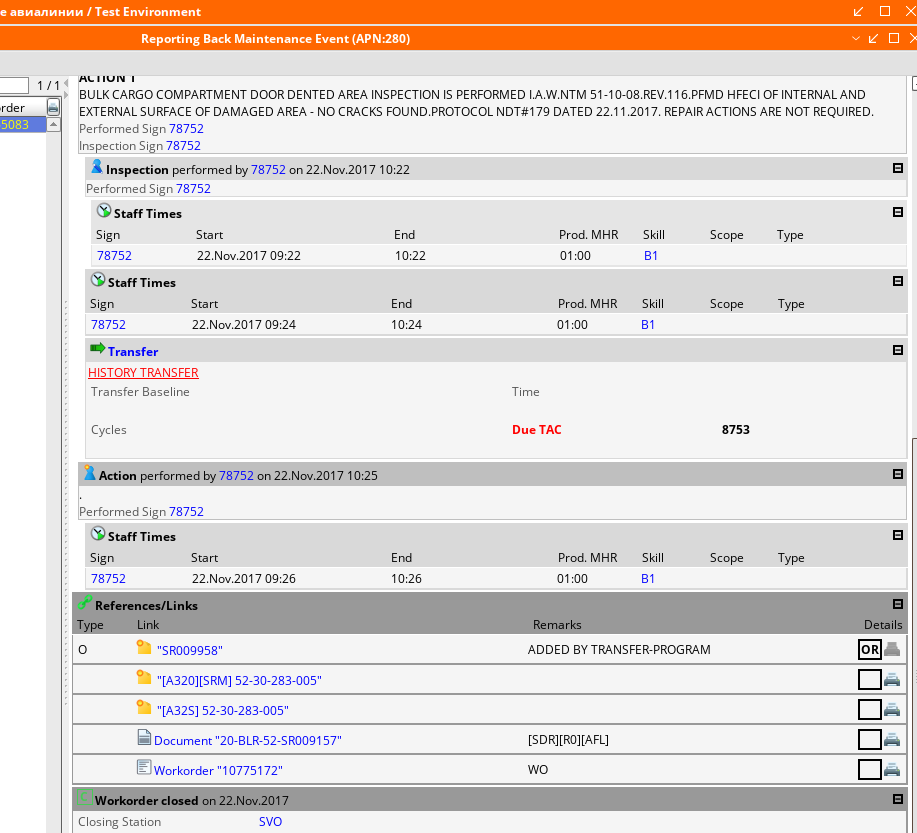 е авиалинии / Test Environment
Reporting Back Maintenance Event (APN:280)
1 / 1
order
5083
ACTION 1
BULK CARGO COMPARTMENT DOOR DENTED AREA INSPECTION IS PERFORMED I.A.W.NTM 51-10-08.REV.116.PFMD HFECI OF INTERNAL AND
EXTERNAL SURFACE OF DAMAGED AREA - NO CRACKS FOUND.PROTOCOL NDT#179 DATED 22.11.2017. REPAIR ACTIONS ARE NOT REQUIRED.
Performed Sign 78752
Inspection Sign 78752
Inspection performed by 78752 on 22.Nov.2017 10:22
Performed Sign 78752
Staff Times
Sign Start End Prod. MHR Skill Scope Type
78752 22.Nov.2017 09:22 10:22 01:00 B1
Staff Times
Sign Start End Prod. MHR Skill Scope Type
78752 22.Nov.2017 09:24 10:24 01:00 B1
Transfer
HISTORY TRANSFER
Transfer Baseline Time
Cycles Due TAC 8753
Action performed by 78752 on 22.Nov.2017 10:25
.
Performed Sign 78752
Staff Times
Sign Start End Prod. MHR Skill Scope Type
78752 22.Nov.2017 09:26 10:26 01:00 B1
References/Links
Type Link Remarks Details
O "SR009958" ADDED BY TRANSFER-PROGRAM OR
"[A320][SRM] 52-30-283-005"
"[A32S] 52-30-283-005"
Document "20-BLR-52-SR009157" [SDR][R0][AFL]
Workorder "10775172" WO
Workorder closed on 22.Nov.2017
Closing Station SVO